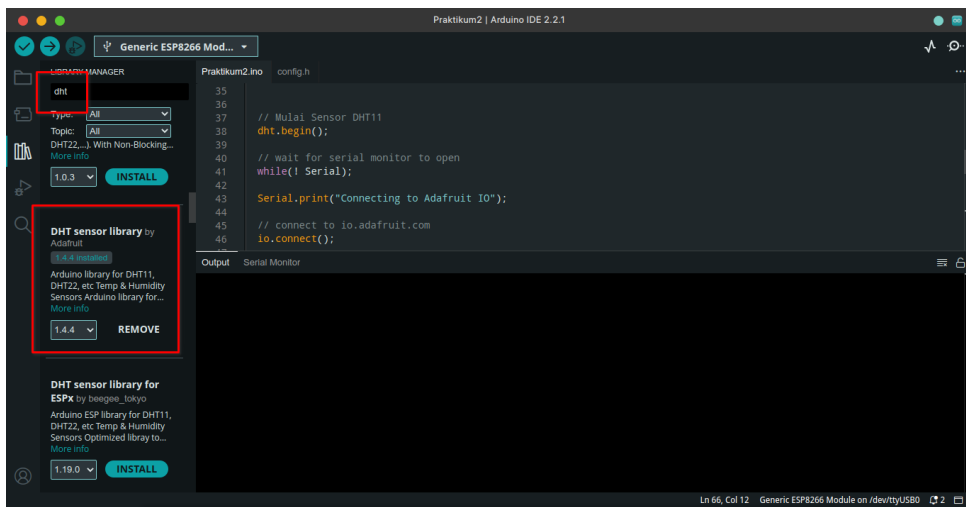 Praktikum2 | Arduino IDE 2.2.1
Generic ESP8266 Mod...
LIBRARY MANAGER
dht
Type: All
Topic: All
DHT22,...). With Non-Blocking...
More info
1.0.3 INSTALL
DHT sensor library by
Adafruit
1.4.4 installed
Arduino library for DHT11,
DHT22, etc Temp & Humidity
Sensors Arduino library for...
More info
1.4.4 REMOVE
DHT sensor library for
ESPx by beegee_tokyo
Arduino ESP library for DHT11,
DHT22, etc Temp & Humidity
Sensors Optimized libray to...
More info
1.19.0 INSTALL
Praktikum2.ino config.h
35
36
37 // Mulai Sensor DHT11
38 dht.begin();
39
40 // wait for serial monitor to open
41 while(! Serial);
42
43 Serial.print("Connecting to Adafruit IO");
44
45 // connect to io.adafruit.com
46 io.connect();
Output Serial Monitor
Ln 66, Col 12 Generic ESP8266 Module on /dev/ttyUSB0 2